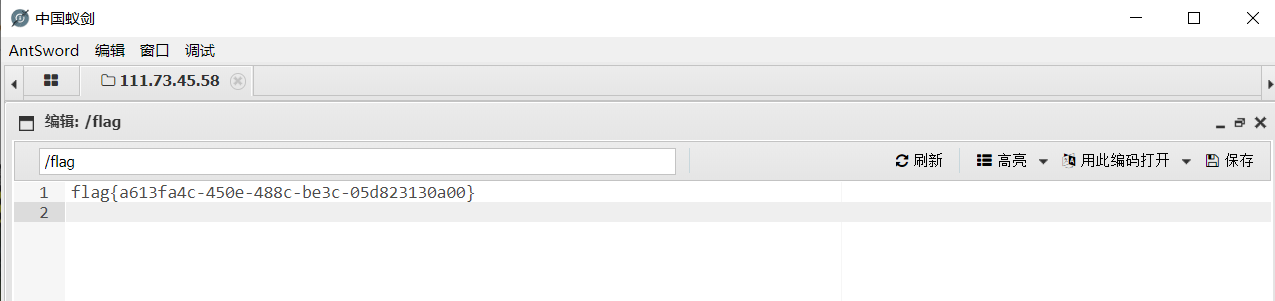 中国蚁剑
AntSword 编辑 窗口 调试
111.73.45.58
编辑: /flag
/flag 刷新 高亮 用此编码打开 保存
1 flag{a613fa4c-450e-488c-be3c-05d823130a00}
2